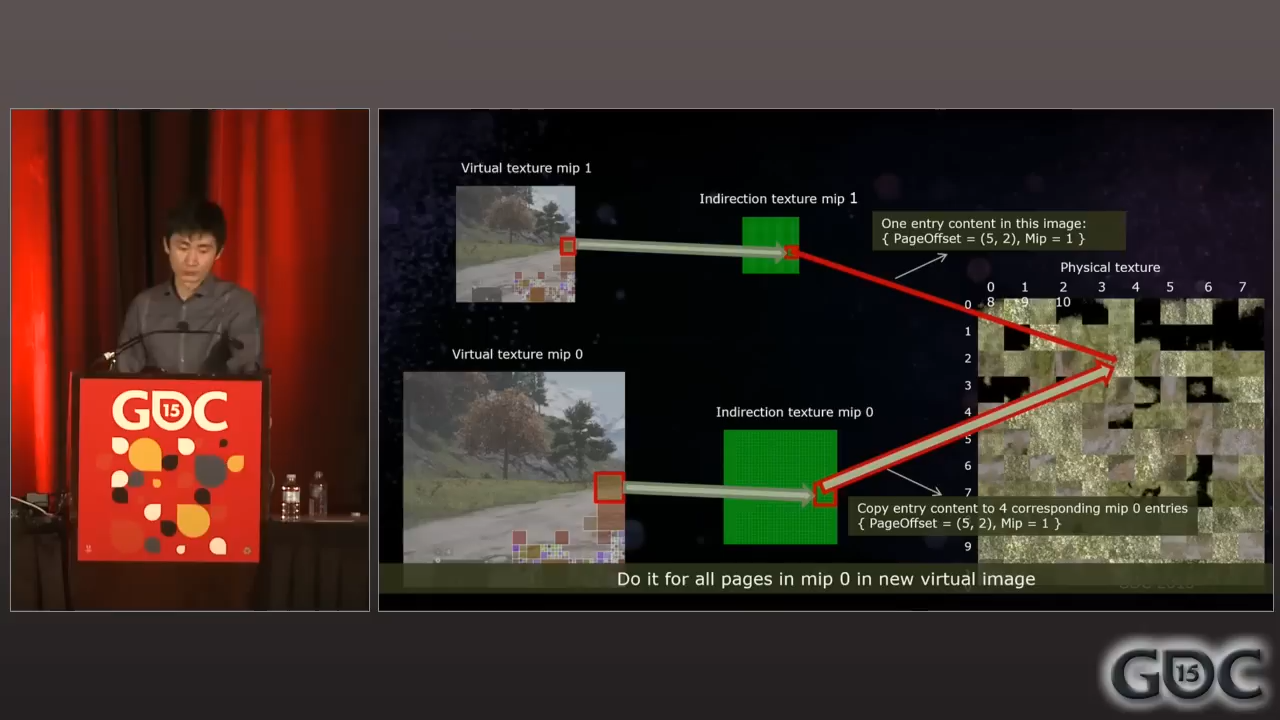 Virtual texture mip 1
Indirection texture mip 1
One entry content in this image:
{ PageOffset = (5, 2), Mip = 1 }
Physical texture
0 1 2 3 4 5 6 7
8 9 10
0
1
2
3
4
5
6
7
9
Virtual texture mip 0
Indirection texture mip 0
Copy entry content to 4 corresponding mip 0 entries
{ PageOffset = (5, 2), Mip = 1 }
Do it for all pages in mip 0 in new virtual image
GDC 2015
GDC
15
GDC
15